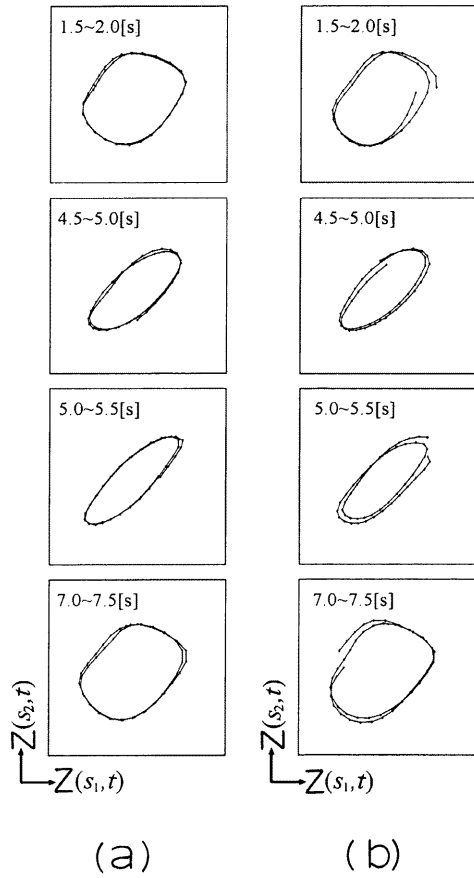 1.5~2.0[s]
4.5~5.0[s]
5.0~5.5[s]
7.0~7.5[s]
Z(s₂,t)
Z(s₁,t)
(a)
1.5~2.0[s]
4.5~5.0[s]
5.0~5.5[s]
7.0~7.5[s]
Z(s₂,t)
Z(s₁,t)
(b)